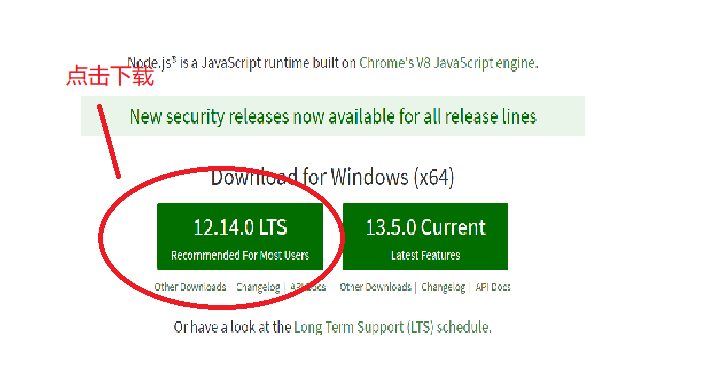 Node.js® is a JavaScript runtime built on Chrome's V8 JavaScript engine.
点击下载
New security releases now available for all release lines
Download for Windows (x64)
12.14.0 LTS
Recommended For Most Users
13.5.0 Current
Latest Features
Other Downloads | Changelog | API Docs
Other Downloads | Changelog | API Docs
Or have a look at the Long Term Support (LTS) schedule.